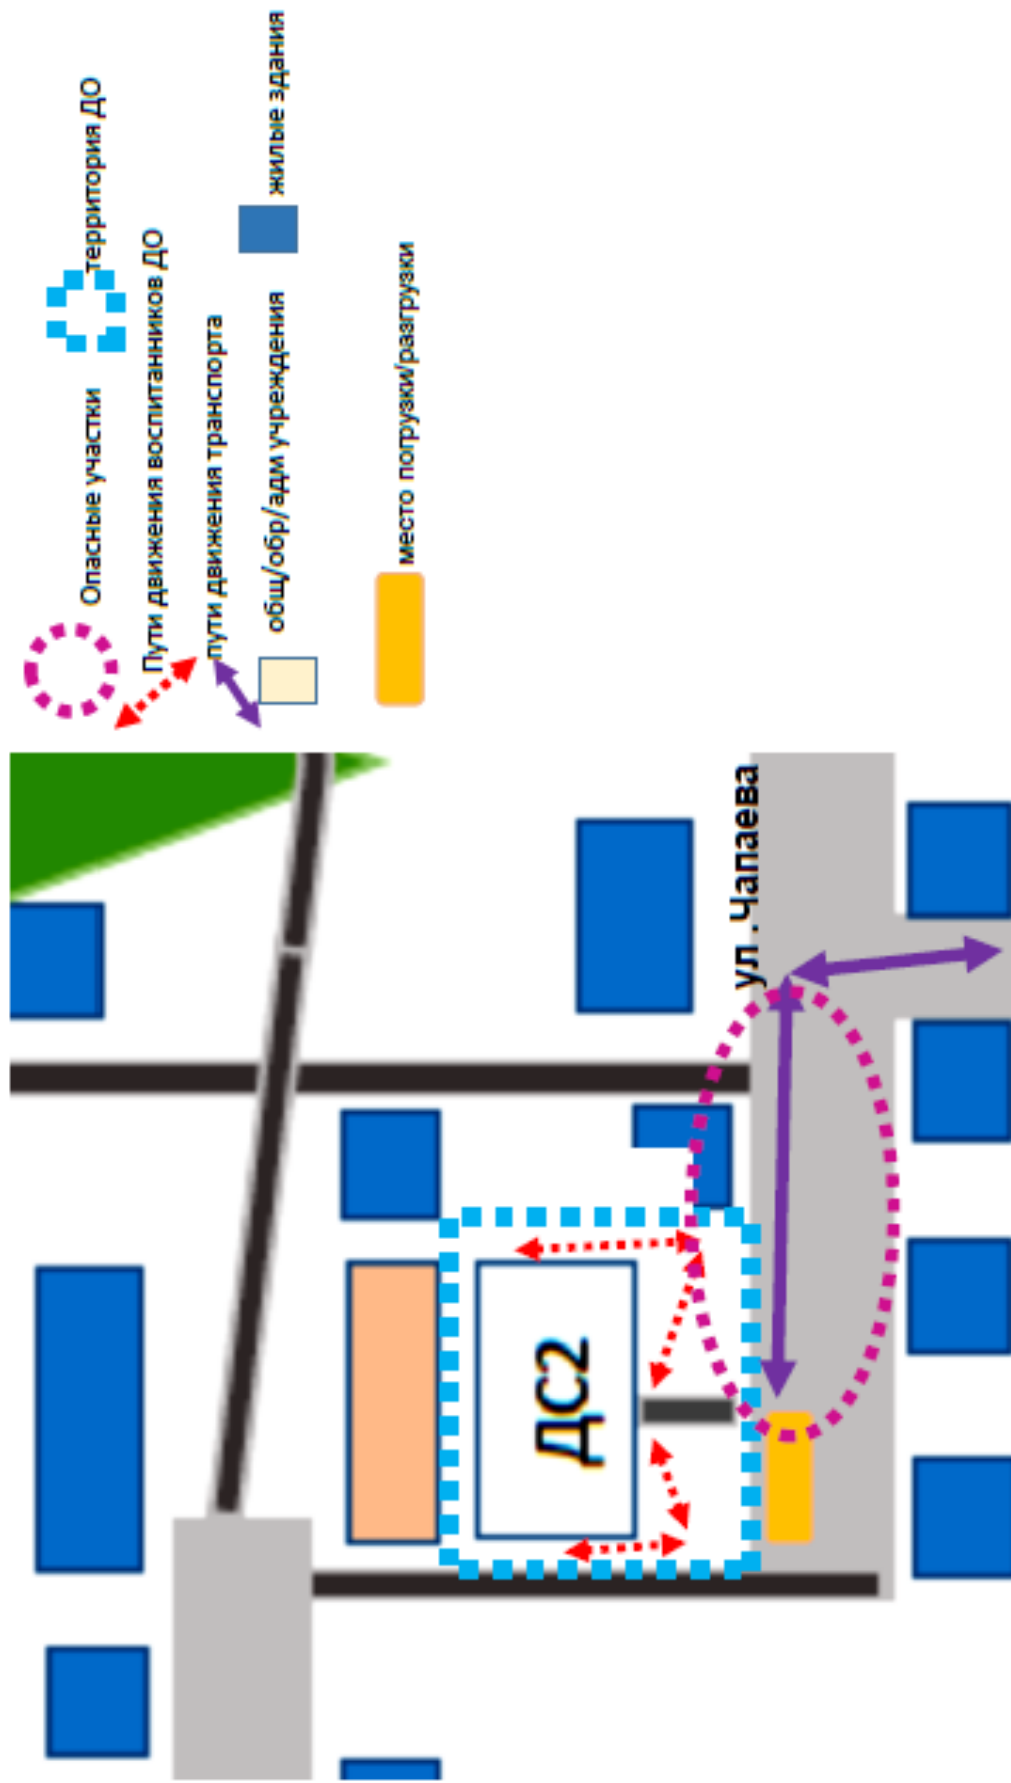 Опасные участки
территория ДО
Пути движения воспитанников ДО
пути движения транспорта
общ/обр/адм учреждения
жилые здания
место погрузки/разгрузки
ДС2
ул .Чапаева